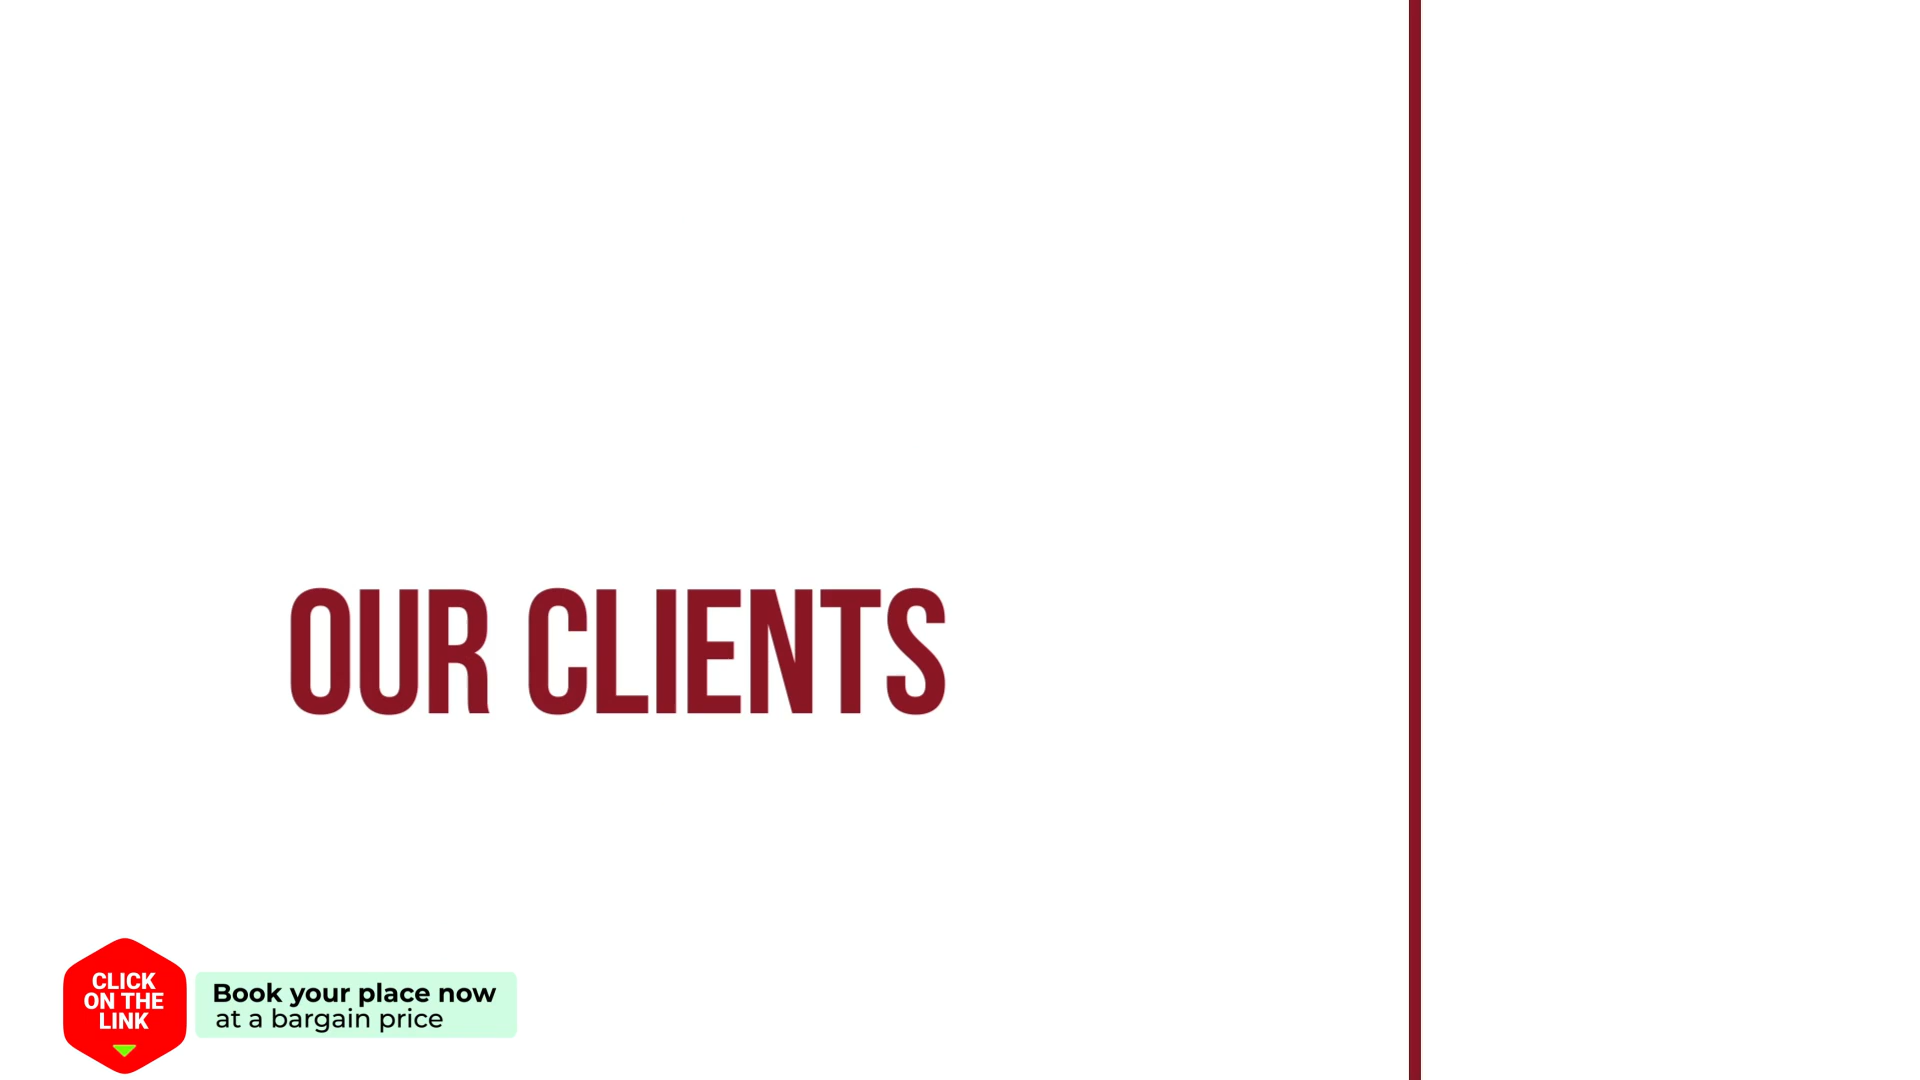 OUR CLIENTS
CLICK
ON THE
LINK
Book your place now
at a bargain price